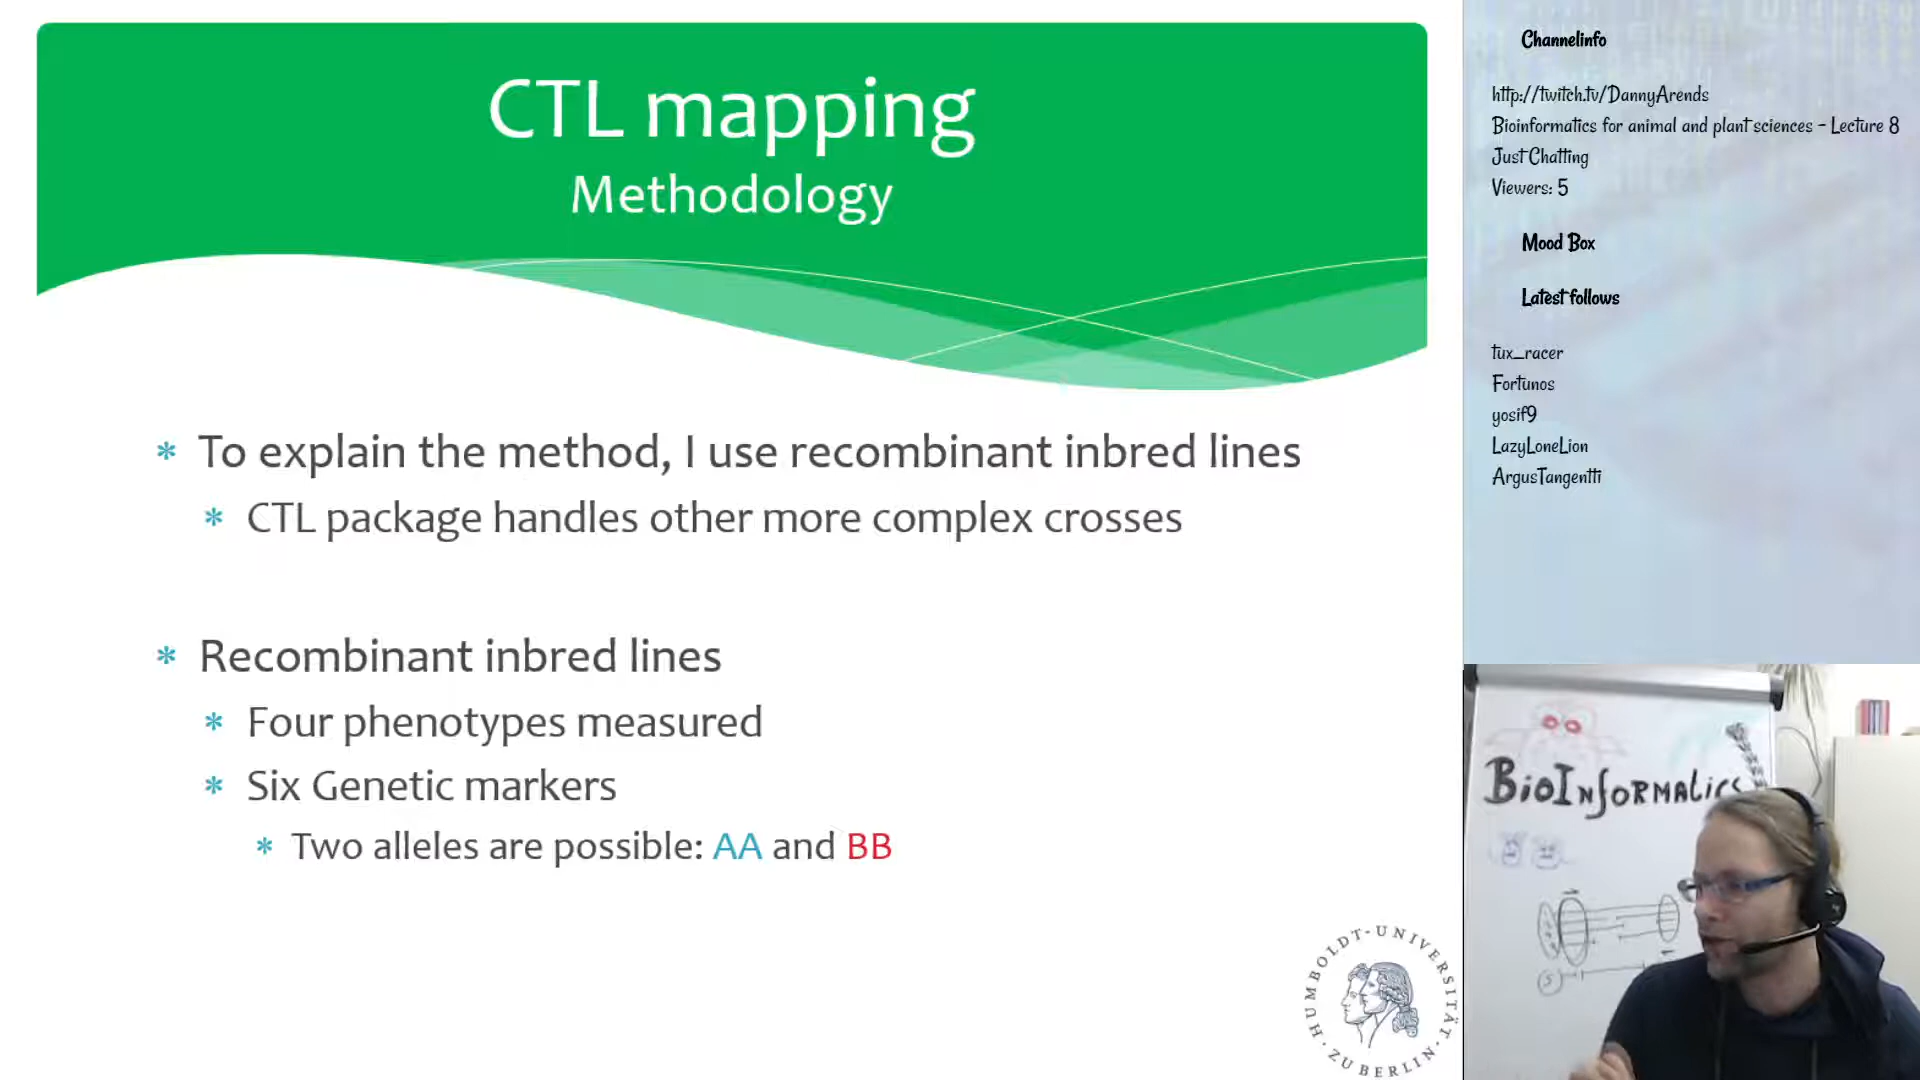 CTL mapping
Methodology
* To explain the method, I use recombinant inbred lines
* CTL package handles other more complex crosses
* Recombinant inbred lines
* Four phenotypes measured
* Six Genetic markers
* Two alleles are possible: AA and BB
HUMBOLDT-UNIVERSITÄT · ZU BERLIN ·
Channelinfo
http://twitch.tv/DannyArends
Bioinformatics for animal and plant sciences - Lecture 8
Just Chatting
Viewers: 5
Mood Box
Latest follows
tux_racer
Fortunos
yosif9
LazyLoneLion
ArgusTangentti
BioInformatics
S